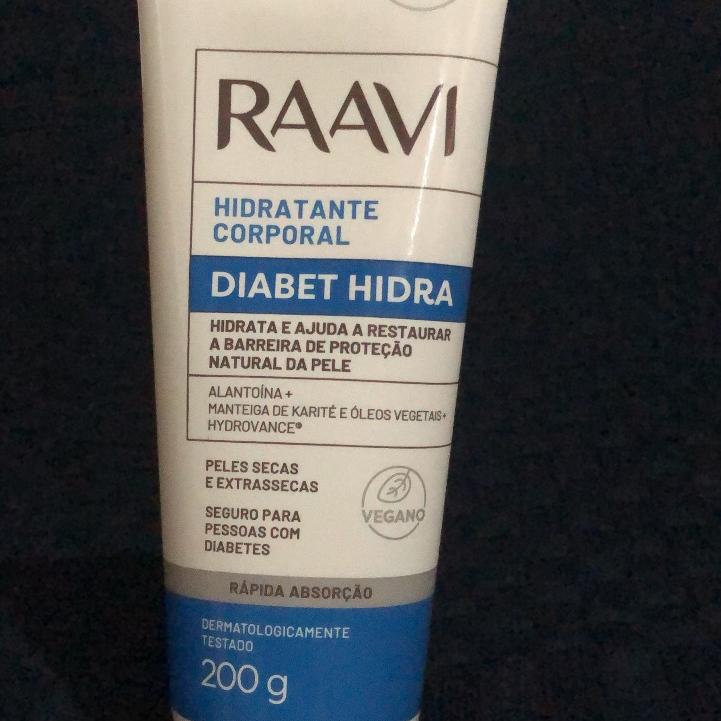 RAAVI
HIDRATANTE
CORPORAL
DIABET HIDRA
HIDRATA E AJUDA A RESTAURAR
A BARREIRA DE PROTEÇÃO
NATURAL DA PELE
ALANTOÍNA +
MANTEIGA DE KARITÉ E ÓLEOS VEGETAIS+
HYDROVANCE®
PELES SECAS
E EXTRASSECAS
SEGURO PARA
PESSOAS COM
DIABETES
VEGANO
RÁPIDA ABSORÇÃO
DERMATOLOGICAMENTE
TESTADO
200 g